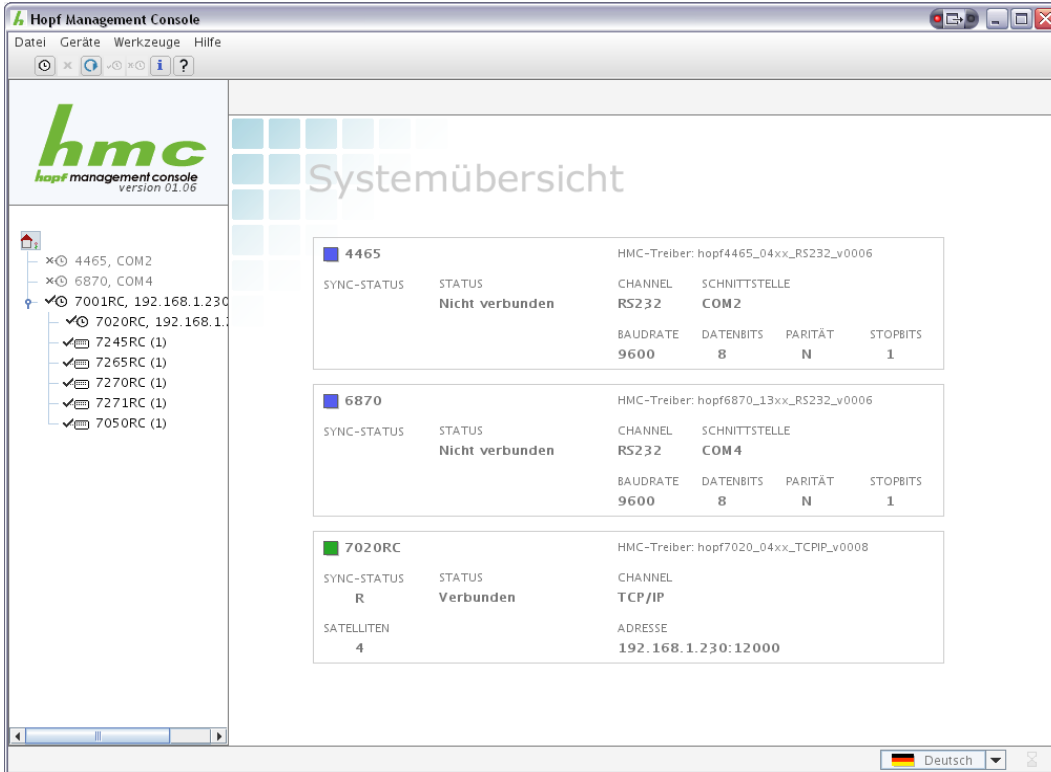 Hopf Management Console
Datei Geräte Werkzeuge Hilfe
hmc
hopf management console
version 01.06
4465, COM2
6870, COM4
7001RC, 192.168.1.230
7020RC, 192.168.1.
7245RC (1)
7265RC (1)
7270RC (1)
7271RC (1)
7050RC (1)
Systemübersicht
4465 HMC-Treiber: hopf4465_04xx_RS232_v0006
SYNC-STATUS STATUS CHANNEL SCHNITTSTELLE
Nicht verbunden RS232 COM2
BAUDRATE DATENBITS PARITÄT STOPBITS
9600 8 N 1
6870 HMC-Treiber: hopf6870_13xx_RS232_v0006
SYNC-STATUS STATUS CHANNEL SCHNITTSTELLE
Nicht verbunden RS232 COM4
BAUDRATE DATENBITS PARITÄT STOPBITS
9600 8 N 1
7020RC HMC-Treiber: hopf7020_04xx_TCPIP_v0008
SYNC-STATUS STATUS CHANNEL
R Verbunden TCP/IP
SATELLITEN ADRESSE
4 192.168.1.230:12000
Deutsch